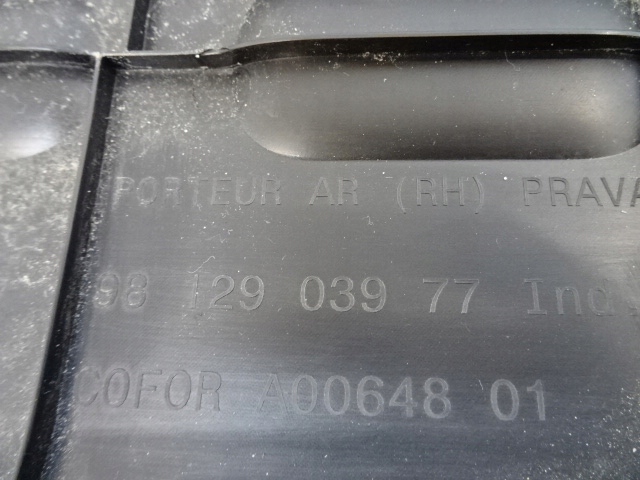 PORTEUR AR (RH) PRAVA
98 129 039 77 Ind.
COFOR A00648 01